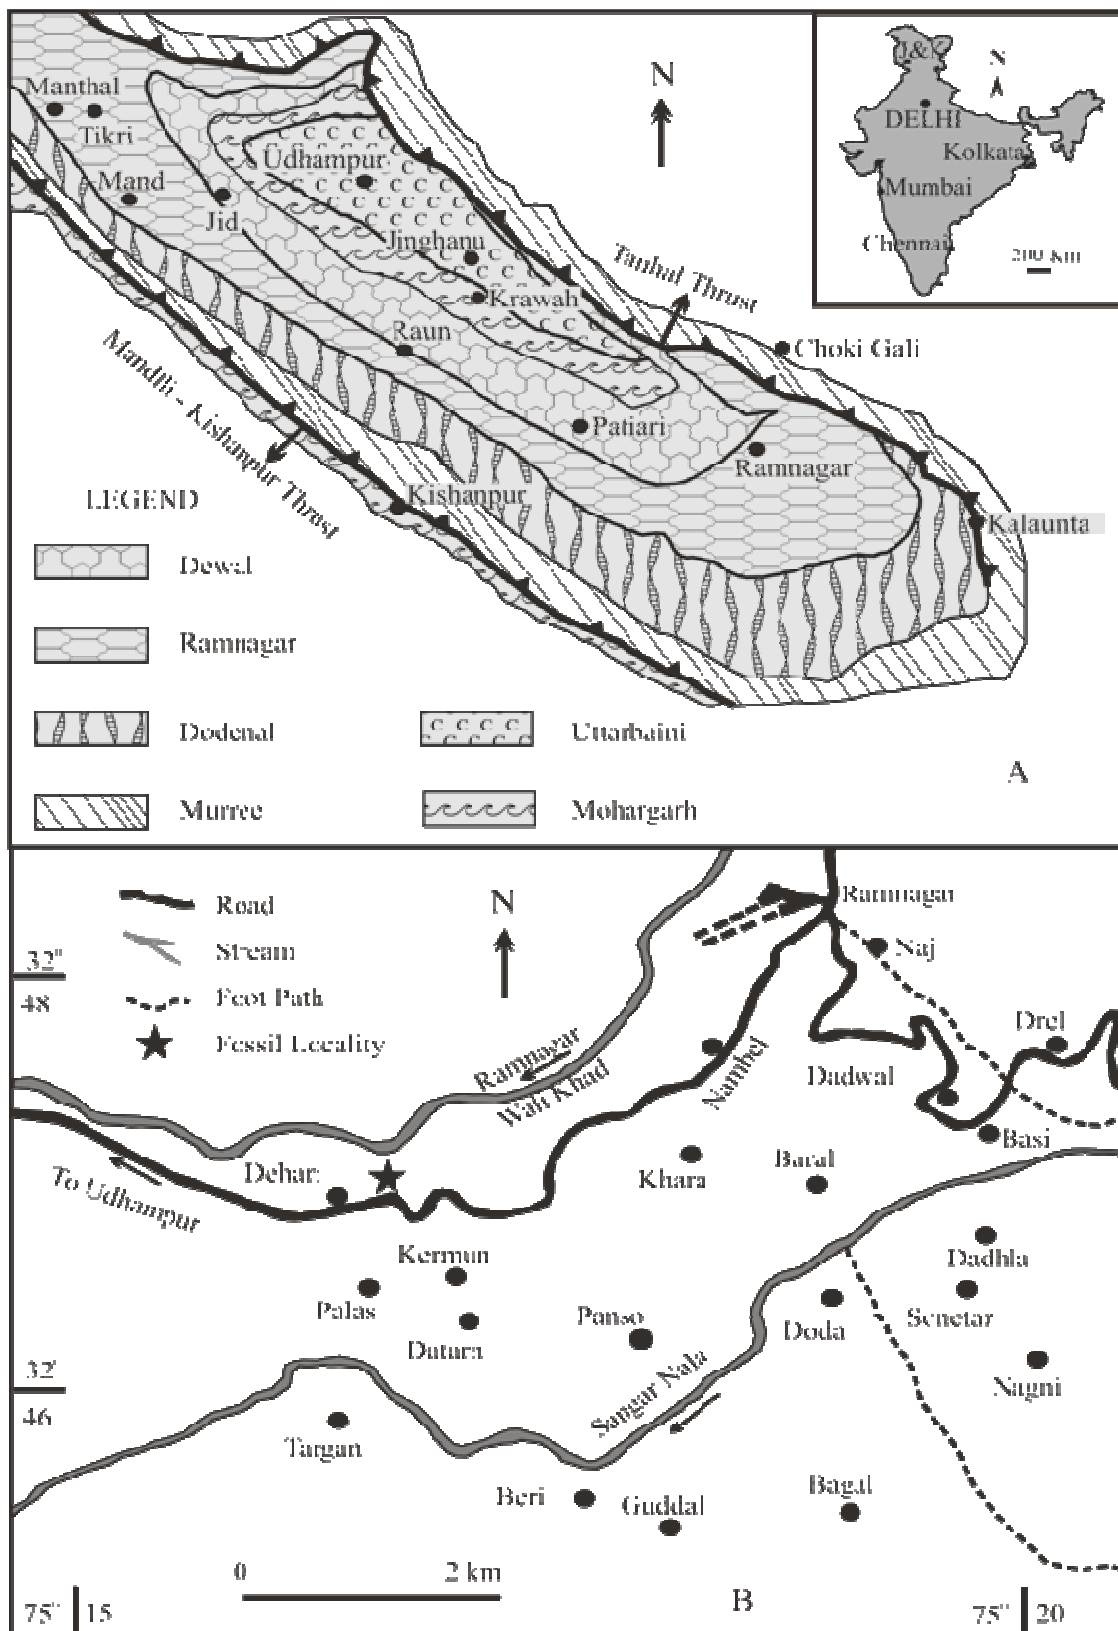 J&K
N
DELHI
Kolkata
Mumbai
Chennai
200 Km
N
Manthal
Tikri
Mand
Udhampur
Jid
Jinghanu
Krawah
Tanhal Thrust
Raun
Choki Gali
Mandili - Kishanpur Thrust
Patiari
Ramnagar
Kishanpur
Kalaunta
LEGEND
Dewal
Ramnagar
Dodenal
Uttarbaini
Murree
Mohargarh
A
Road
Stream
Foot Path
Fossil Locality
N
Ramnagar
Naj
32°
48
Drel
Ramnagar
Wali Khad
Nambel
Dadwal
Basi
To Udhampur
Dehari
Khara
Baral
Kermun
Dadhla
Palas
Panso
Doda
Senetar
Datara
Nagni
32°
46
Sangar Nala
Targan
Beri
Guddal
Bagal
0 2 km
B
75° 15
75° 20